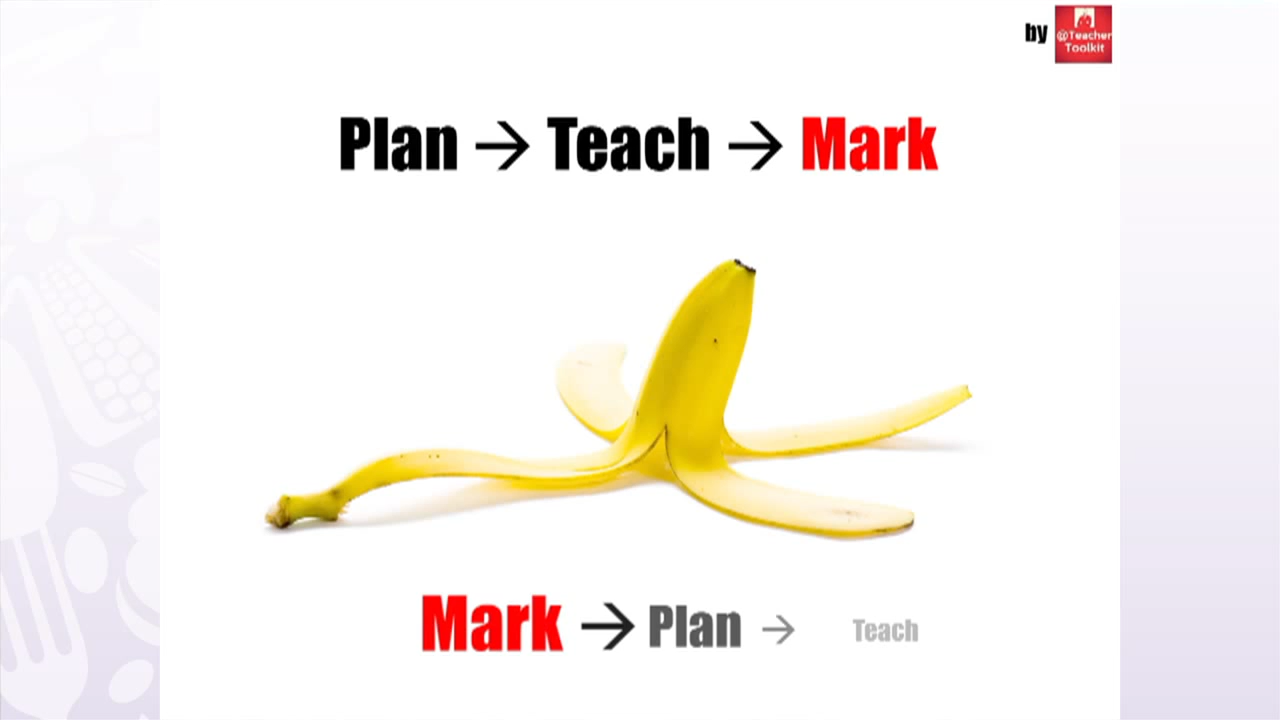 by @Teacher
Toolkit
Plan → Teach → Mark
Mark → Plan → Teach